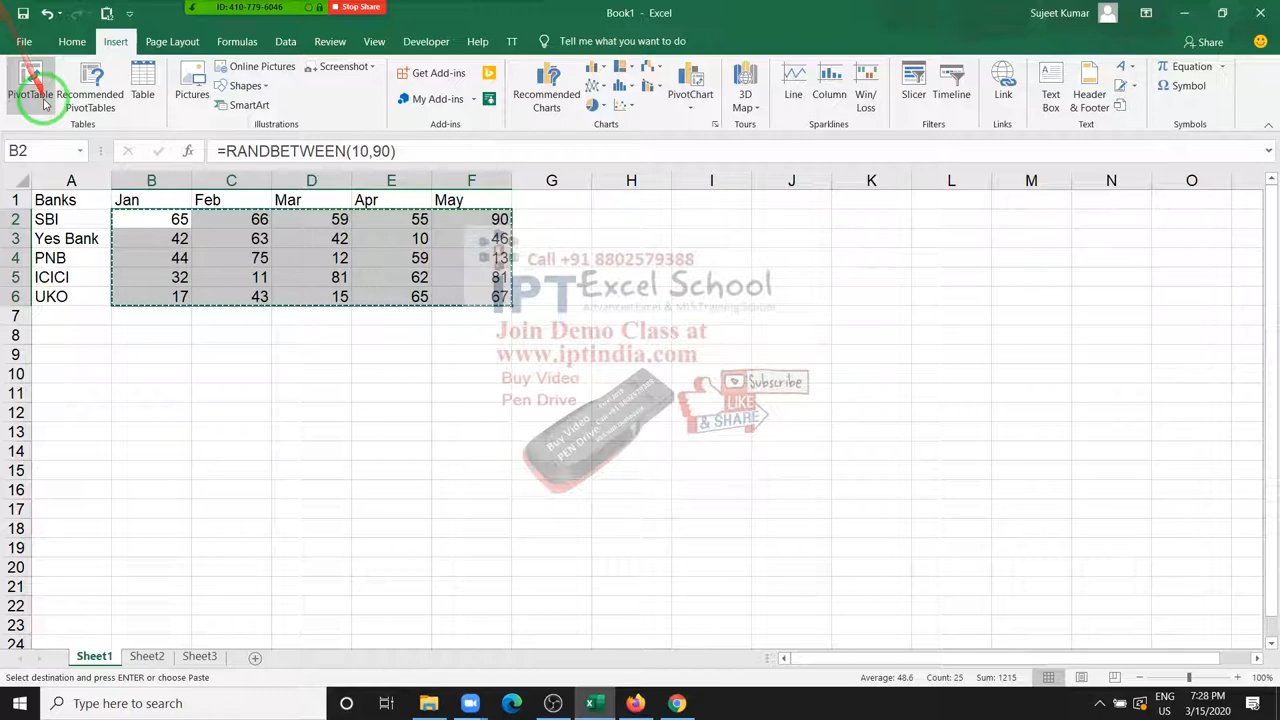 ID: 410-779-6046
Stop Share
Book1 - Excel
Sujeet Kumar
File Home Insert Page Layout Formulas Data Review View Developer Help TT Tell me what you want to do
Share
PivotTable
Recommended PivotTables
Table
Pictures
Online Pictures
Shapes
SmartArt
Screenshot
Get Add-ins
My Add-ins
Recommended Charts
PivotChart
3D Map
Line
Column
Win/Loss
Slicer
Timeline
Link
Text Box
Header & Footer
Equation
Symbol
Tables Illustrations Add-ins Charts Tours Sparklines Filters Links Text Symbols
B2 fx =RANDBETWEEN(10,90)
A B C D E F G H I J K L M N O
1 Banks Jan Feb Mar Apr May
2 SBI 65 66 59 55 90
3 Yes Bank 42 63 42 10 46
4 PNB 44 75 12 59 13
5 ICICI 32 11 81 62 81
6 UKO 17 43 15 65 67
7
8
9
10
11
12
13
14
15
16
17
18
19
20
21
22
23
24
Call +91 8802579388
IPT Excel School
Advanced Excel & MIS Training School
Join Demo Class at
www.iptindia.com
Buy Video
Pen Drive
Subscribe
LIKE
& SHARE
Buy Video
PEN Drive
Sheet1 Sheet2 Sheet3
Select destination and press ENTER or choose Paste
Average: 48.6 Count: 25 Sum: 1215
100%
Type here to search
ENG
US
7:28 PM
3/15/2020